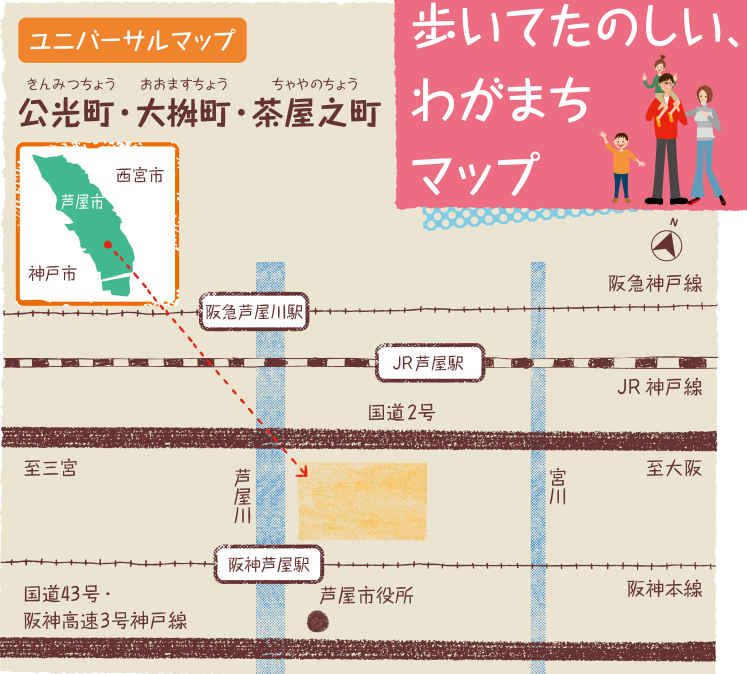 ユニバーサルマップ
きんみつちょう おおますちょう ちゃやのちょう
公光町・大桝町・茶屋之町
歩いてたのしい、
わがまち
マップ
西宮市
芦屋市
神戸市
N
阪急神戸線
阪急芦屋川駅
JR芦屋駅
JR 神戸線
国道2号
至三宮
至大阪
芦屋川
宮川
阪神芦屋駅
国道43号・
阪神高速3号神戸線
芦屋市役所
阪神本線